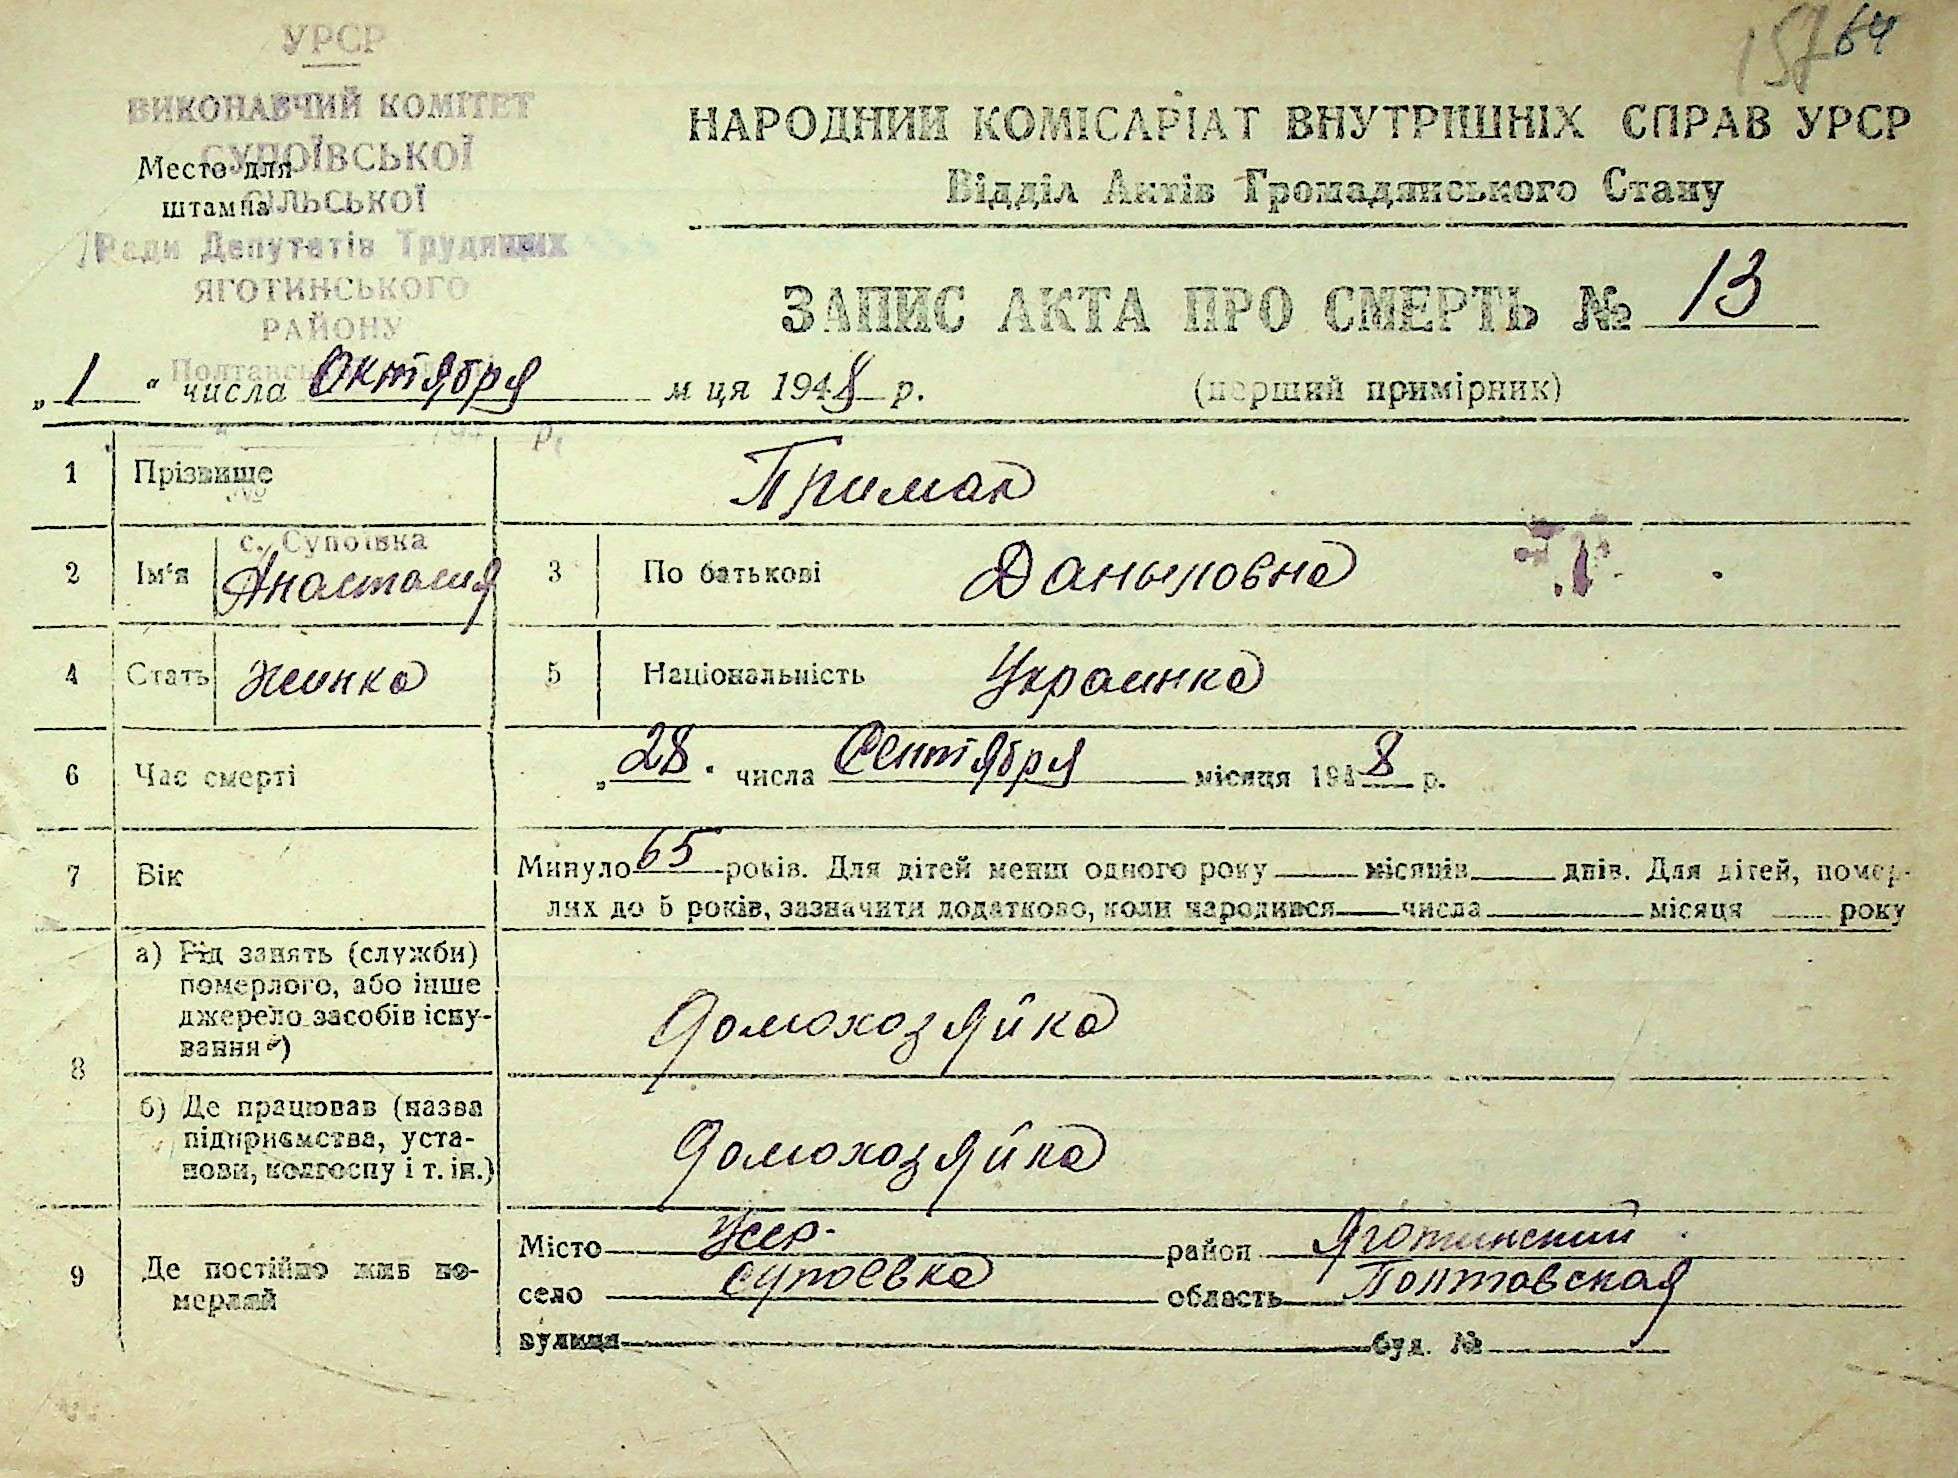 157 64
УРСР
ВИКОНАВЧИЙ КОМІТЕТ
СУПОЇВСЬКОЇ
СІЛЬСЬКОЇ
Ради Депутатів Трудящих
ЯГОТИНСЬКОГО
РАЙОНУ
Место для
штампа
НАРОДНИЙ КОМІСАРІАТ ВНУТРІШНІХ СПРАВ УРСР
Відділ Актів Громадянського Стану
ЗАПИС АКТА ПРО СМЕРТЬ № 13
„ 1 “ числа Октября м ця 1948 р.
(перший примірник)
1 Прізвище Примак
с. Супоївка
2 Ім'я Анастасия 3 По батькові Даныловна
4 Стать жинка 5 Національність Украинка
6 Час смерті „ 28 “ числа Сентября місяця 1948 р.
7 Вік Минуло 65 років. Для дітей менш одного року місяців днів. Для дітей, помер-
лих до 5 років, зазначити додатково, коли народився числа місяця року
8 а) Рід занять (служби)
померлого, або інше
джерело засобів існу-
вання *) Домохозяйка
б) Де працював (назва
підприємства, уста-
нови, колгоспу і т. ін.) Домохозяйка
9 Де постійно жив по-
мерлий
Місто район Яготинский
село Супоевка область Полтавская
вулиця буд. №